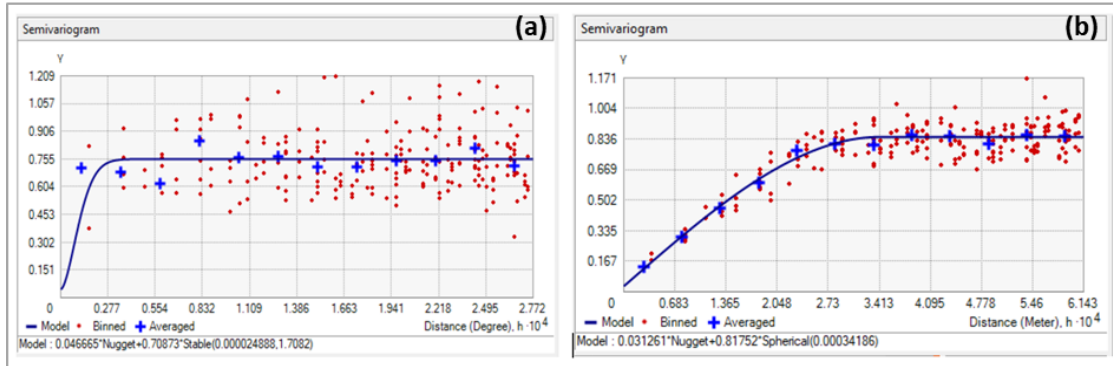 Semivariogram (a)
γ
1.209
1.057
0.906
0.755
0.604
0.453
0.302
0.151
0 0.277 0.554 0.832 1.109 1.386 1.663 1.941 2.218 2.495 2.772
Model Binned Averaged Distance (Degree), h ·10⁴
Model : 0.046665*Nugget+0.70873*Stable(0.000024888,1.7082)
Semivariogram (b)
γ
1.171
1.004
0.836
0.669
0.502
0.335
0.167
0 0.683 1.365 2.048 2.73 3.413 4.095 4.778 5.46 6.143
Model Binned Averaged Distance (Meter), h ·10⁴
Model : 0.031261*Nugget+0.81752*Spherical(0.00034186)